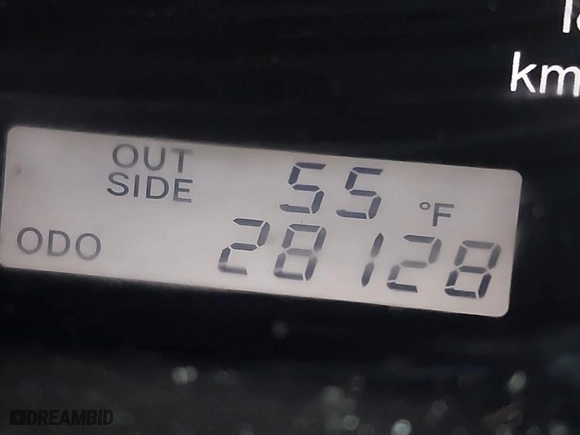 km
OUT
SIDE 55 °F
ODO 28128
DREAMBID